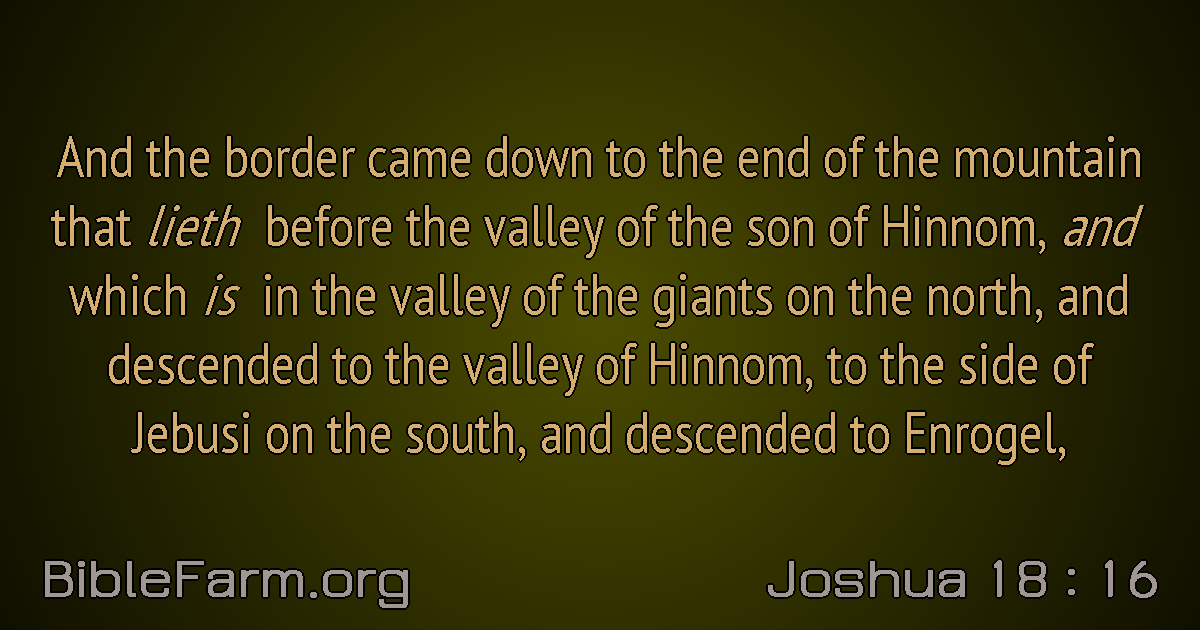 And the border came down to the end of the mountain
that lieth before the valley of the son of Hinnom, and
which is in the valley of the giants on the north, and
descended to the valley of Hinnom, to the side of
Jebusi on the south, and descended to Enrogel,
BibleFarm.org
Joshua 18 : 16